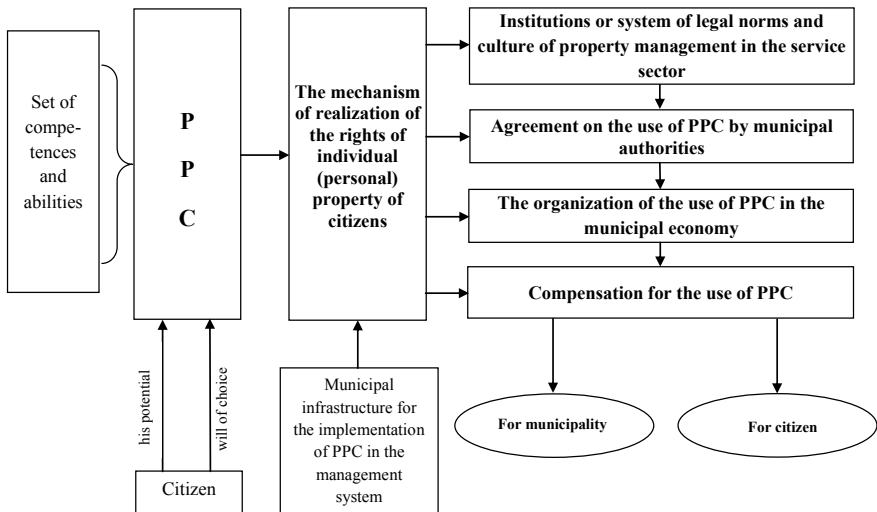 Set of
compe-
tences
and
abilities
P
P
C
The mechanism
of realization of
the rights of
individual
(personal)
property of
citizens
Institutions or system of legal norms and
culture of property management in the service
sector
Agreement on the use of PPC by municipal
authorities
The organization of the use of PPC in the
municipal economy
Compensation for the use of PPC
his potential
will of choice
Citizen
Municipal
infrastructure for
the implementation
of PPC in the
management
system
For municipality
For citizen